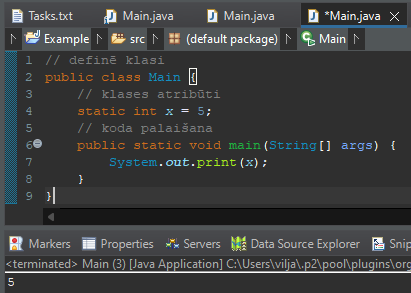 Tasks.txt Main.java Main.java *Main.java
Example src (default package) Main
1 // definē klasi
2 public class Main {
3 // klases atribūti
4 static int x = 5;
5 // koda palaišana
6 public static void main(String[] args) {
7 System.out.print(x);
8 }
9 }
Markers Properties Servers Data Source Explorer
<terminated> Main (3) [Java Application] C:\Users\vilja\.p2\pool\plugins\
5